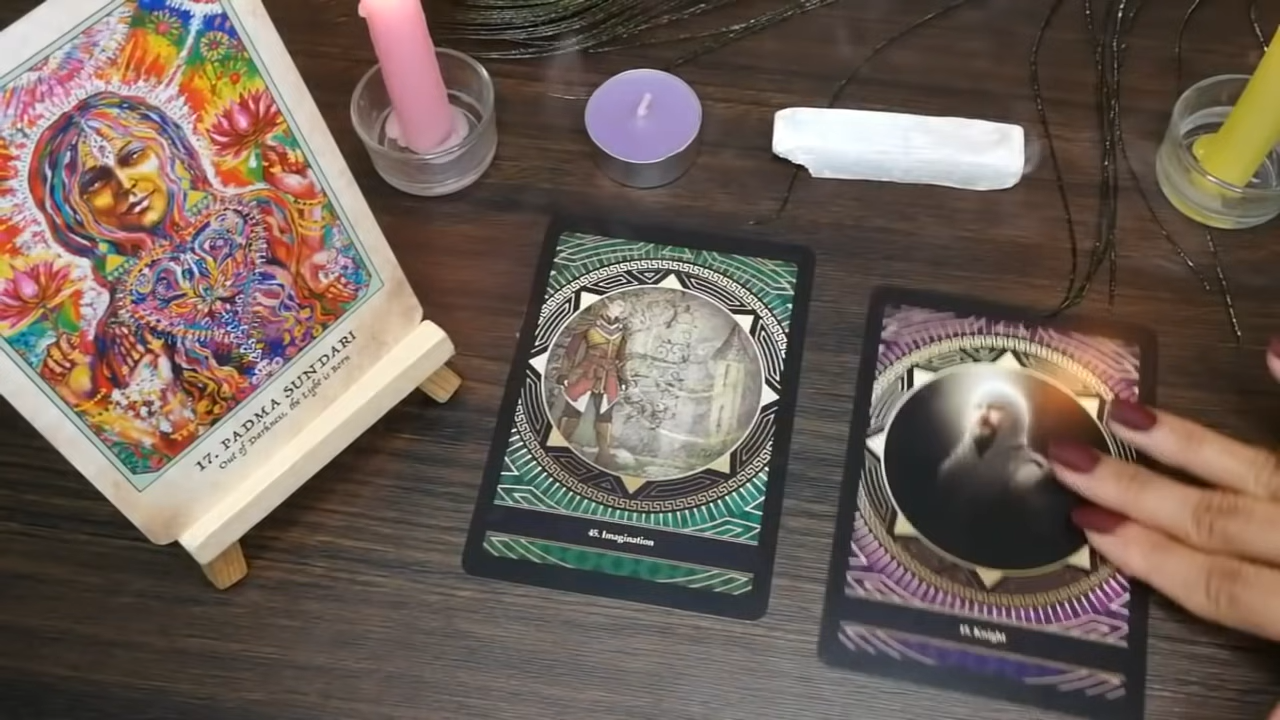 17. PADMA SUNDARI
Out of Darkness, the Light is Born
45. Imagination
Knight